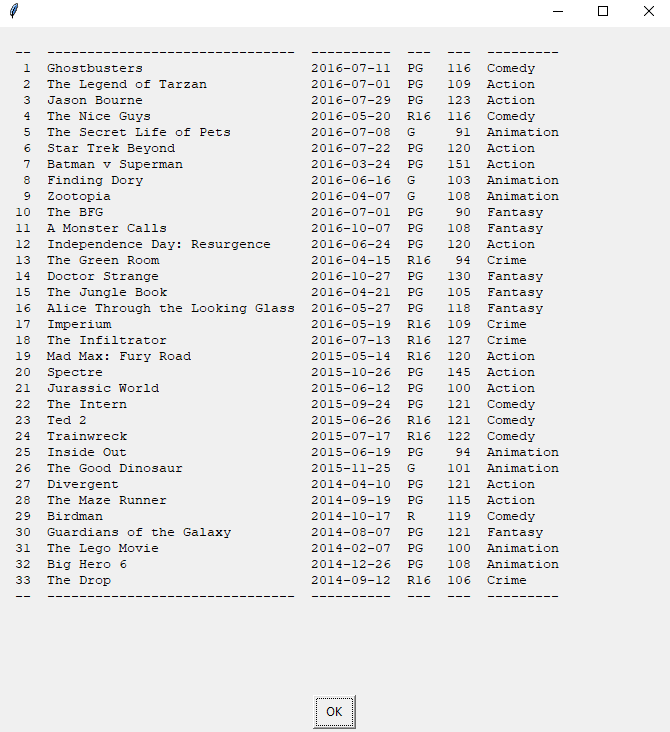 --  -------------------------------  ----------  ---  ---  ---------
 1  Ghostbusters                     2016-07-11  PG   116  Comedy
 2  The Legend of Tarzan             2016-07-01  PG   109  Action
 3  Jason Bourne                     2016-07-29  PG   123  Action
 4  The Nice Guys                    2016-05-20  R16  116  Comedy
 5  The Secret Life of Pets          2016-07-08  G     91  Animation
 6  Star Trek Beyond                 2016-07-22  PG   120  Action
 7  Batman v Superman                2016-03-24  PG   151  Action
 8  Finding Dory                     2016-06-16  G    103  Animation
 9  Zootopia                         2016-04-07  G    108  Animation
10  The BFG                          2016-07-01  PG    90  Fantasy
11  A Monster Calls                  2016-10-07  PG   108  Fantasy
12  Independence Day: Resurgence     2016-06-24  PG   120  Action
13  The Green Room                   2016-04-15  R16   94  Crime
14  Doctor Strange                   2016-10-27  PG   130  Fantasy
15  The Jungle Book                  2016-04-21  PG   105  Fantasy
16  Alice Through the Looking Glass  2016-05-27  PG   118  Fantasy
17  Imperium                         2016-05-19  R16  109  Crime
18  The Infiltrator                  2016-07-13  R16  127  Crime
19  Mad Max: Fury Road               2015-05-14  R16  120  Action
20  Spectre                          2015-10-26  PG   145  Action
21  Jurassic World                   2015-06-12  PG   100  Action
22  The Intern                       2015-09-24  PG   121  Comedy
23  Ted 2                            2015-06-26  R16  121  Comedy
24  Trainwreck                       2015-07-17  R16  122  Comedy
25  Inside Out                       2015-06-19  PG    94  Animation
26  The Good Dinosaur                2015-11-25  G    101  Animation
27  Divergent                        2014-04-10  PG   121  Action
28  The Maze Runner                  2014-09-19  PG   115  Action
29  Birdman                          2014-10-17  R    119  Comedy
30  Guardians of the Galaxy          2014-08-07  PG   121  Fantasy
31  The Lego Movie                   2014-02-07  PG   100  Animation
32  Big Hero 6                       2014-12-26  PG   108  Animation
33  The Drop                         2014-09-12  R16  106  Crime
--  -------------------------------  ----------  ---  ---  ---------
OK